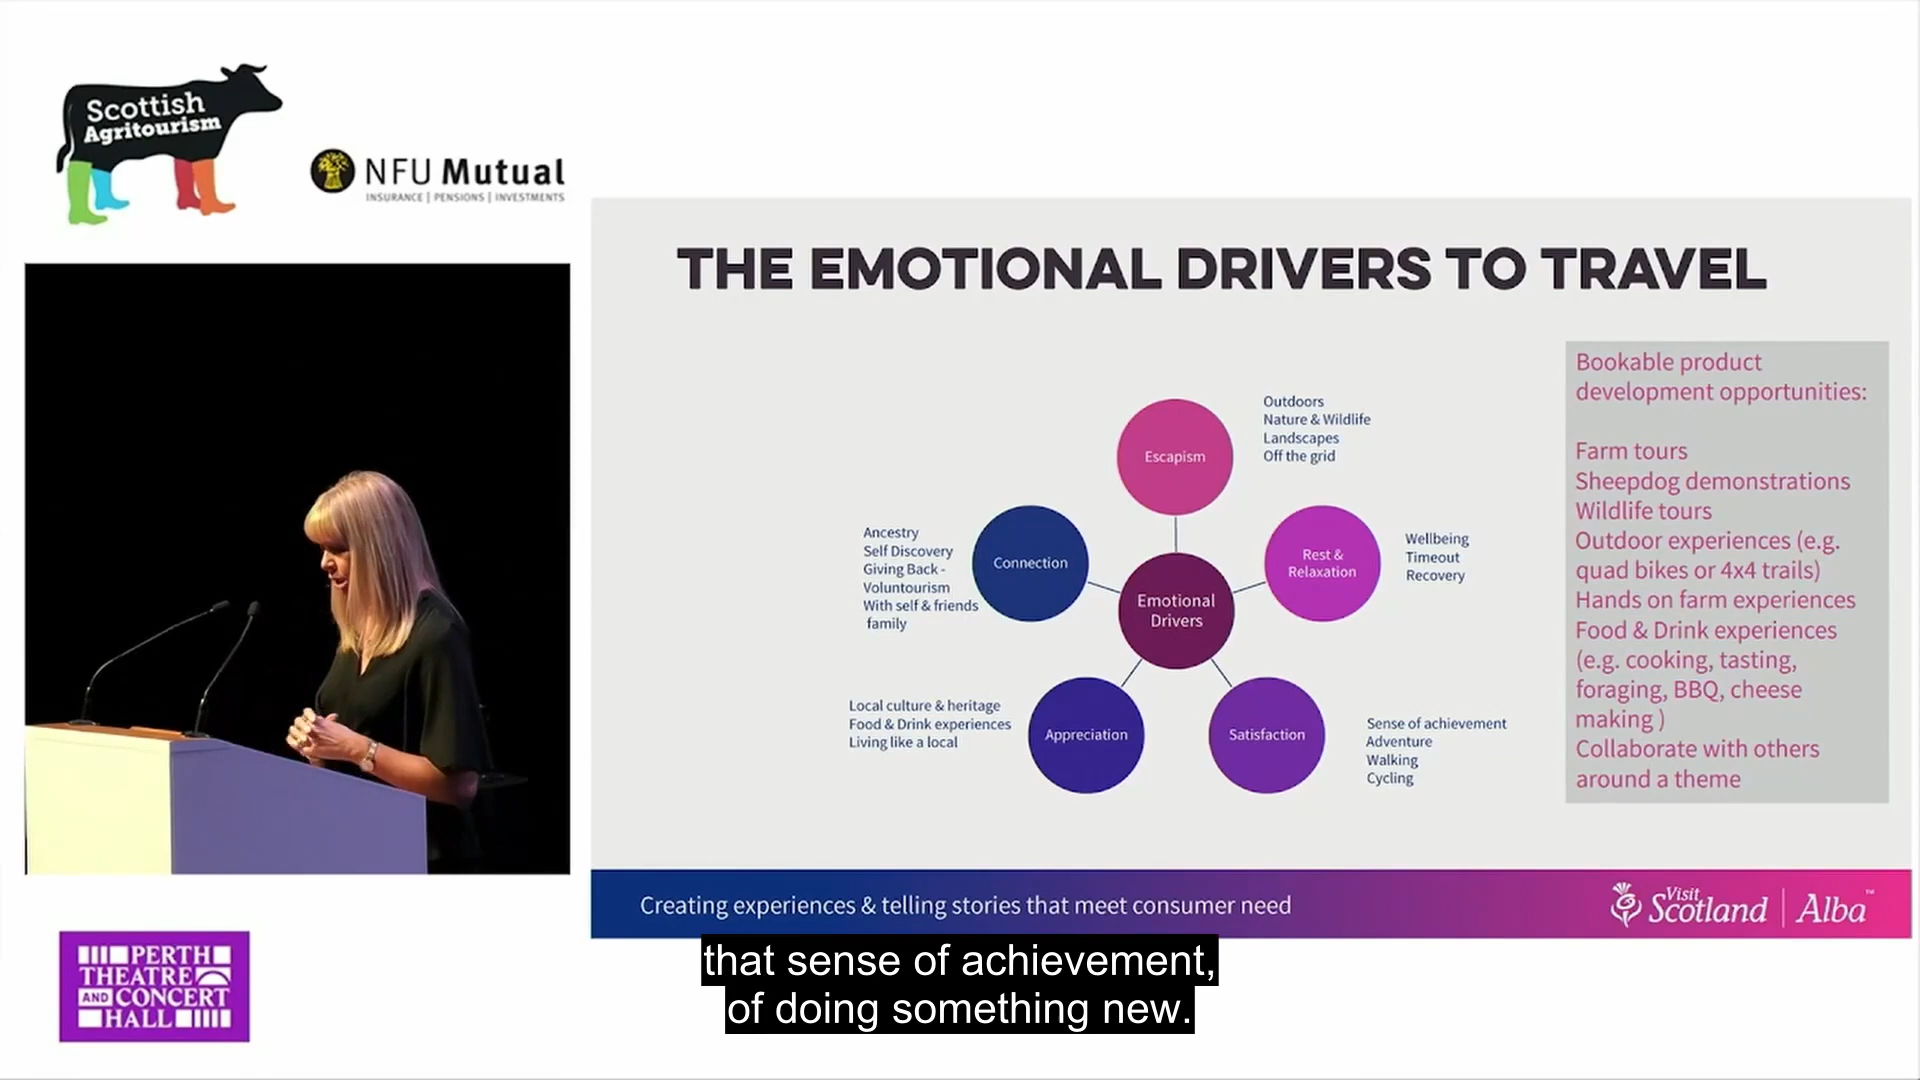 Scottish
Agritourism
NFU Mutual
INSURANCE | PENSIONS | INVESTMENTS
THE EMOTIONAL DRIVERS TO TRAVEL
Escapism
Outdoors
Nature & Wildlife
Landscapes
Off the grid
Connection
Ancestry
Self Discovery
Giving Back -
Voluntourism
With self & friends
family
Rest &
Relaxation
Wellbeing
Timeout
Recovery
Emotional
Drivers
Appreciation
Local culture & heritage
Food & Drink experiences
Living like a local
Satisfaction
Sense of achievement
Adventure
Walking
Cycling
Bookable product
development opportunities:
Farm tours
Sheepdog demonstrations
Wildlife tours
Outdoor experiences (e.g.
quad bikes or 4x4 trails)
Hands on farm experiences
Food & Drink experiences
(e.g. cooking, tasting,
foraging, BBQ, cheese
making )
Collaborate with others
around a theme
Creating experiences & telling stories that meet consumer need
Visit
Scotland | Alba™
PERTH
THEATRE
AND CONCERT
HALL
that sense of achievement,
of doing something new.